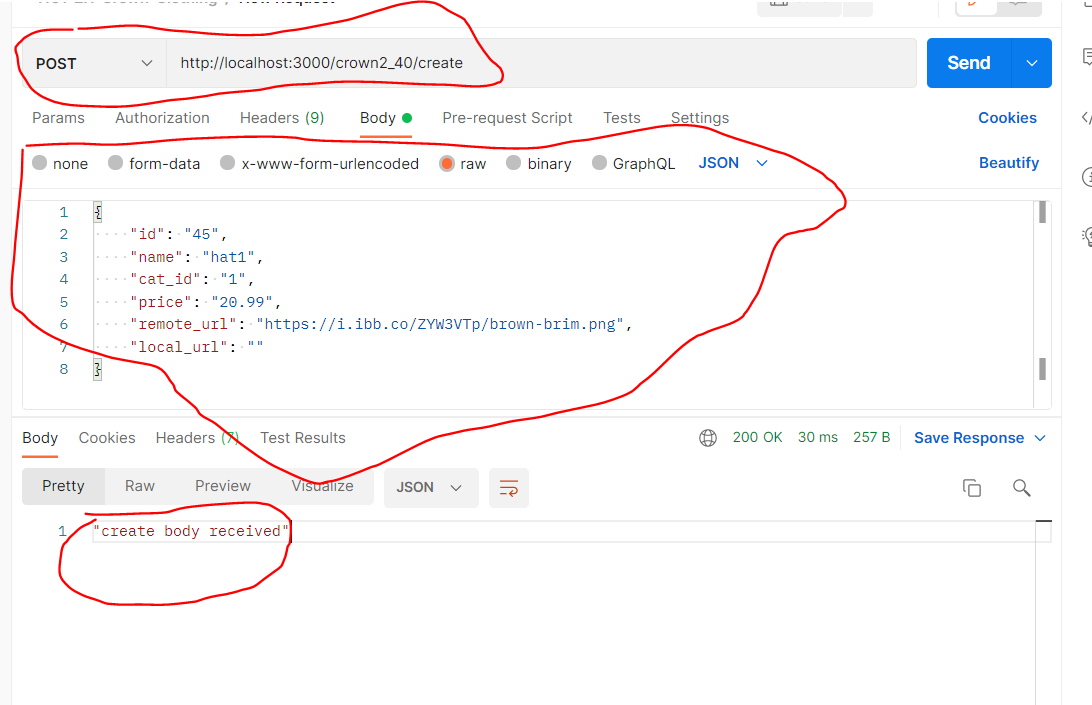 POST
http://localhost:3000/crown2_40/create
Send
Params Authorization Headers (9) Body Pre-request Script Tests Settings Cookies
none form-data x-www-form-urlencoded raw binary GraphQL JSON Beautify
1 {
2 "id": "45",
3 "name": "hat1",
4 "cat_id": "1",
5 "price": "20.99",
6 "remote_url": "https://i.ibb.co/ZYW3VTp/brown-brim.png",
7 "local_url": ""
8 }
Body Cookies Headers (7) Test Results 200 OK 30 ms 257 B Save Response
Pretty Raw Preview Visualize JSON
1 "create body received"